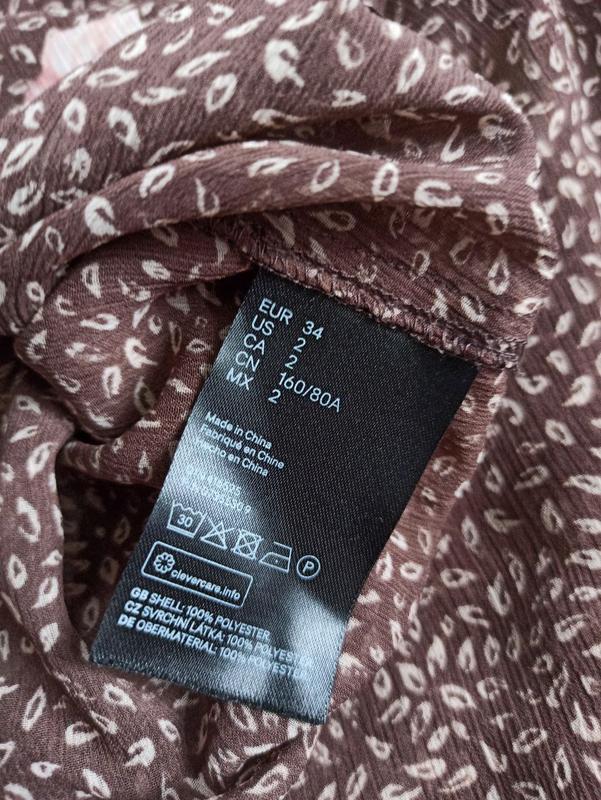 EUR 34
US 2
CA 2
CN 160/80A
MX 2
Made in China
Fabriqué en Chine
Hecho en China
30 P
clevercare.info
GB SHELL: 100% POLYESTER
CZ SVRCHNÍ LÁTKA: 100% POLYESTER
DE OBERMATERIAL: 100% POLYESTER